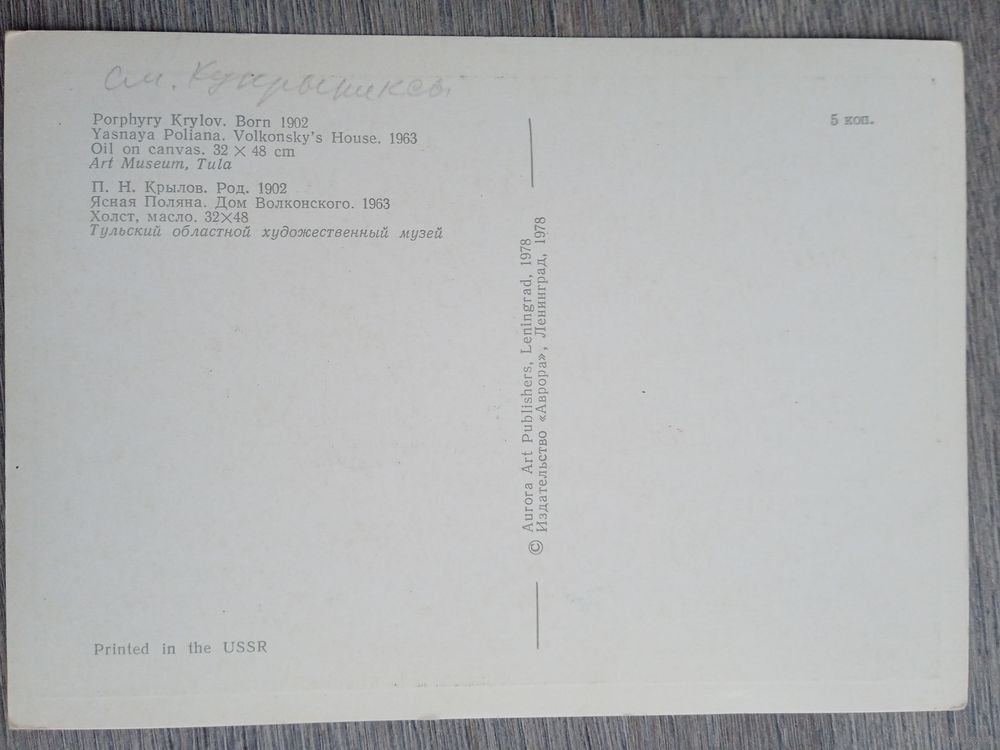 см. Кукрыниксы
Porphyry Krylov. Born 1902
Yasnaya Poliana. Volkonsky's House. 1963
Oil on canvas. 32 × 48 cm
Art Museum, Tula
П. Н. Крылов. Род. 1902
Ясная Поляна. Дом Волконского. 1963
Холст, масло. 32×48
Тульский областной художественный музей
5 коп.
© Aurora Art Publishers, Leningrad, 1978
Издательство «Аврора», Ленинград, 1978
Printed in the USSR